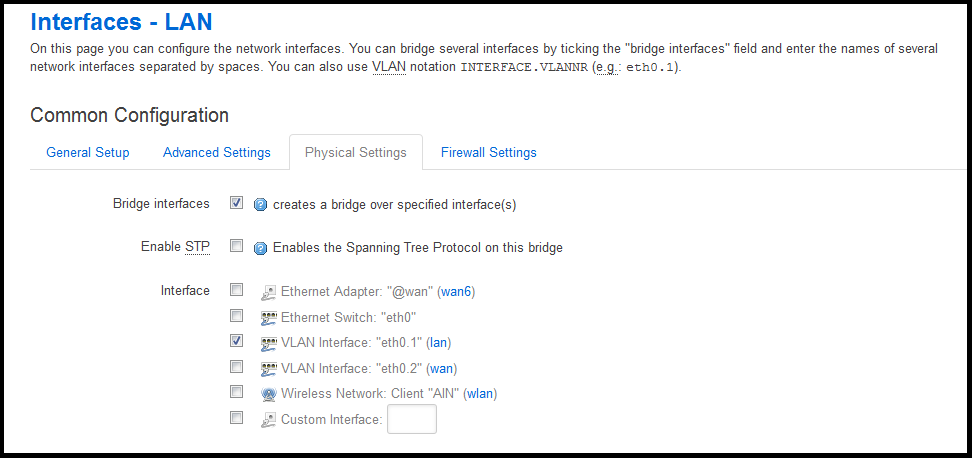 Interfaces - LAN
On this page you can configure the network interfaces. You can bridge several interfaces by ticking the "bridge interfaces" field and enter the names of several
network interfaces separated by spaces. You can also use VLAN notation INTERFACE.VLANNR (e.g.: eth0.1).
Common Configuration
General Setup Advanced Settings Physical Settings Firewall Settings
Bridge interfaces creates a bridge over specified interface(s)
Enable STP Enables the Spanning Tree Protocol on this bridge
Interface Ethernet Adapter: "@wan" (wan6)
Ethernet Switch: "eth0"
VLAN Interface: "eth0.1" (lan)
VLAN Interface: "eth0.2" (wan)
Wireless Network: Client "AIN" (wlan)
Custom Interface: